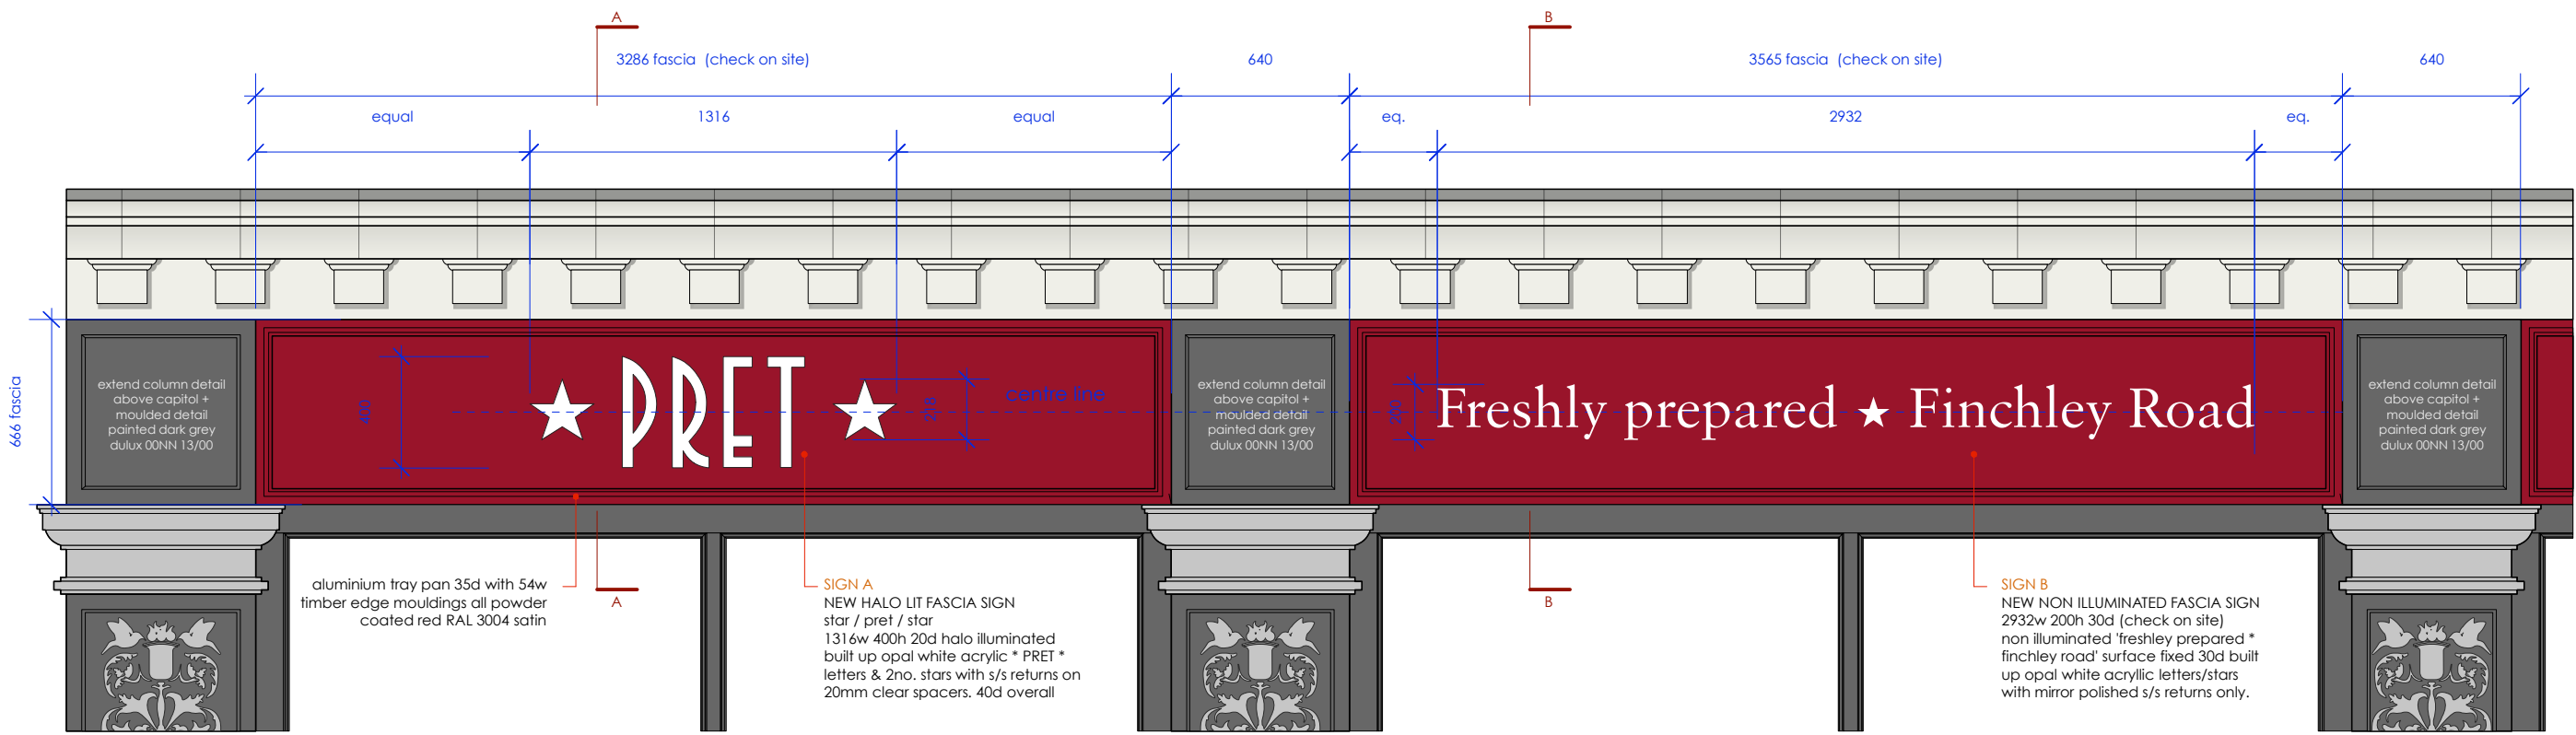 A
B
3286 fascia (check on site)
640
3565 fascia (check on site)
640
equal
1316
equal
eq.
2932
eq.
666 fascia
extend column detail
above capitol +
moulded detail
painted dark grey
dulux 00NN 13/00
400
PRET
218
centre line
extend column detail
above capitol +
moulded detail
painted dark grey
dulux 00NN 13/00
200
Freshly prepared ★ Finchley Road
extend column detail
above capitol +
moulded detail
painted dark grey
dulux 00NN 13/00
aluminium tray pan 35d with 54w
timber edge mouldings all powder
coated red RAL 3004 satin
A
SIGN A
NEW HALO LIT FASCIA SIGN
star / pret / star
1316w 400h 20d halo illuminated
built up opal white acrylic * PRET *
letters & 2no. stars with s/s returns on
20mm clear spacers. 40d overall
B
SIGN B
NEW NON ILLUMINATED FASCIA SIGN
2932w 200h 30d (check on site)
non illuminated 'freshley prepared *
finchley road' surface fixed 30d built
up opal white acryllic letters/stars
with mirror polished s/s returns only.